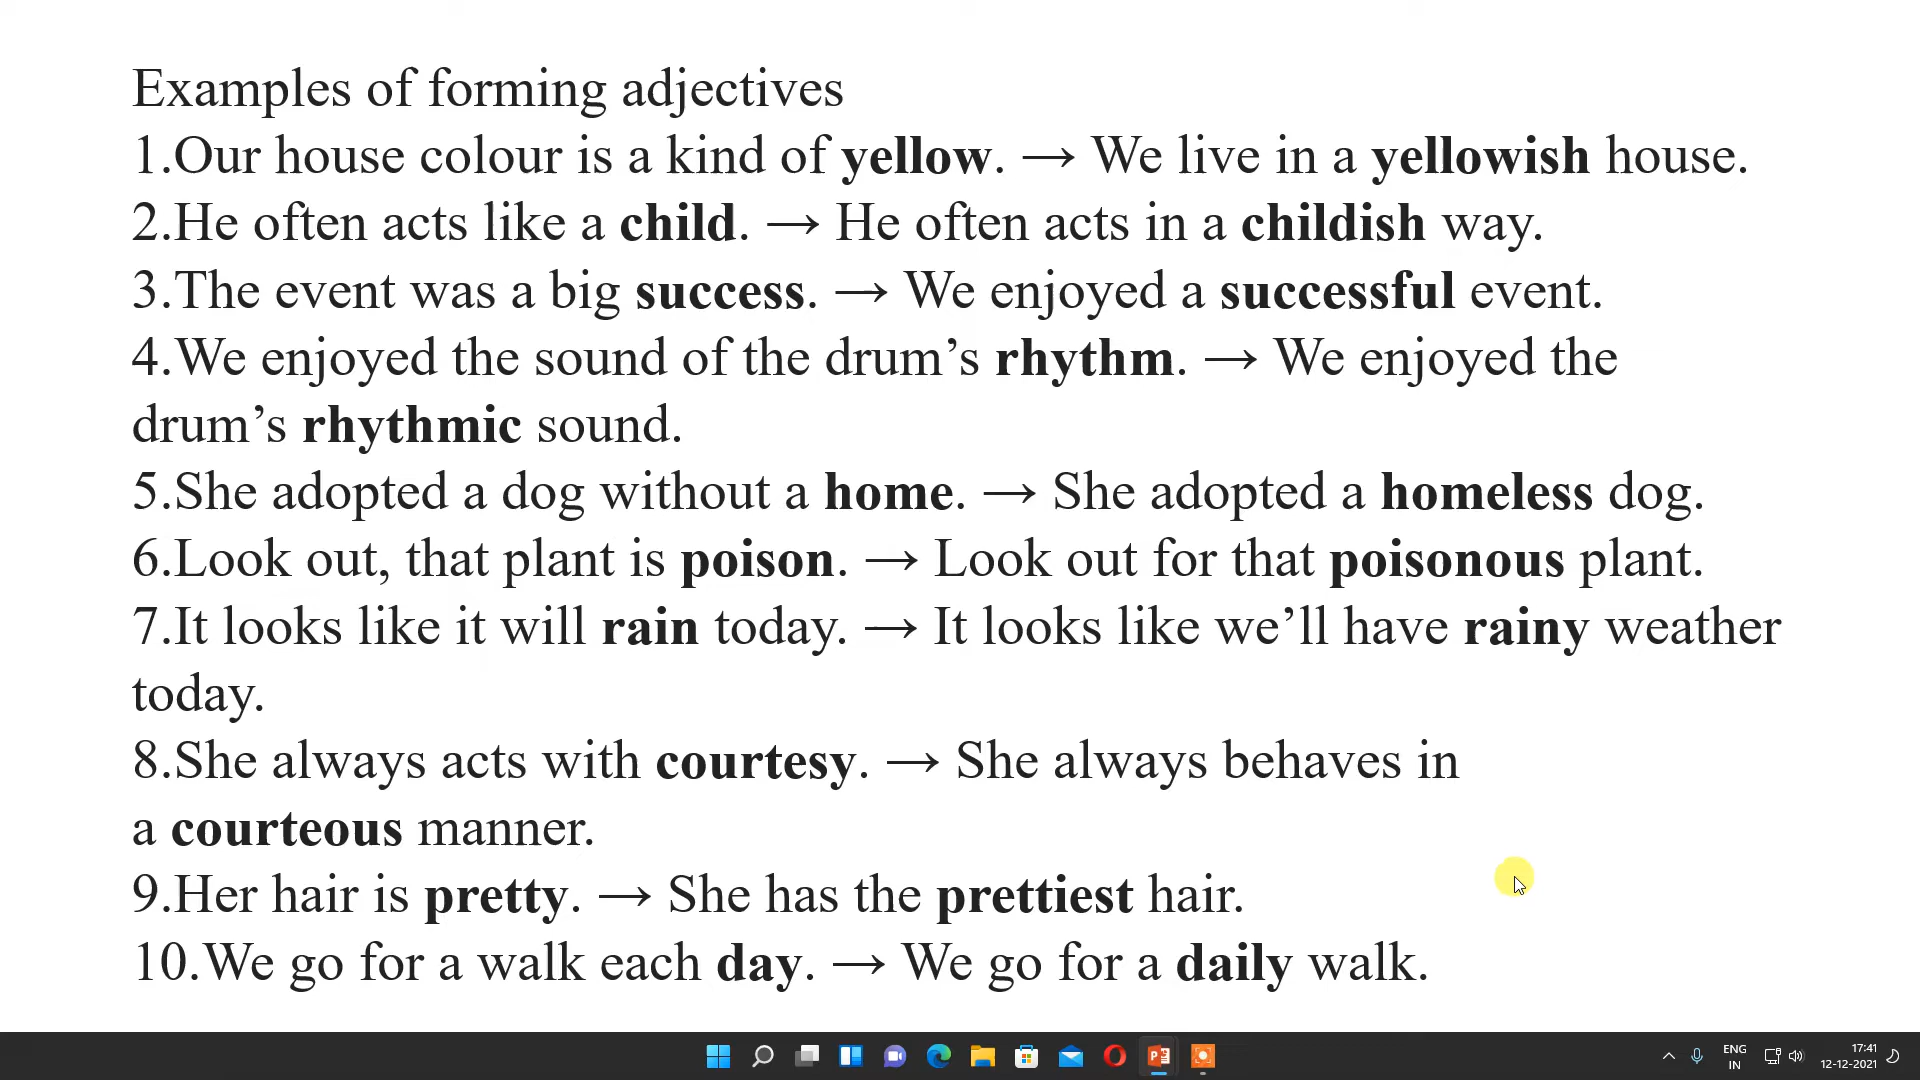 Examples of forming adjectives
1.Our house colour is a kind of yellow. → We live in a yellowish house.
2.He often acts like a child. → He often acts in a childish way.
3.The event was a big success. → We enjoyed a successful event.
4.We enjoyed the sound of the drum’s rhythm. → We enjoyed the
drum’s rhythmic sound.
5.She adopted a dog without a home. → She adopted a homeless dog.
6.Look out, that plant is poison. → Look out for that poisonous plant.
7.It looks like it will rain today. → It looks like we’ll have rainy weather
today.
8.She always acts with courtesy. → She always behaves in
a courteous manner.
9.Her hair is pretty. → She has the prettiest hair.
10.We go for a walk each day. → We go for a daily walk.
ENG
IN
17:41
12-12-2021